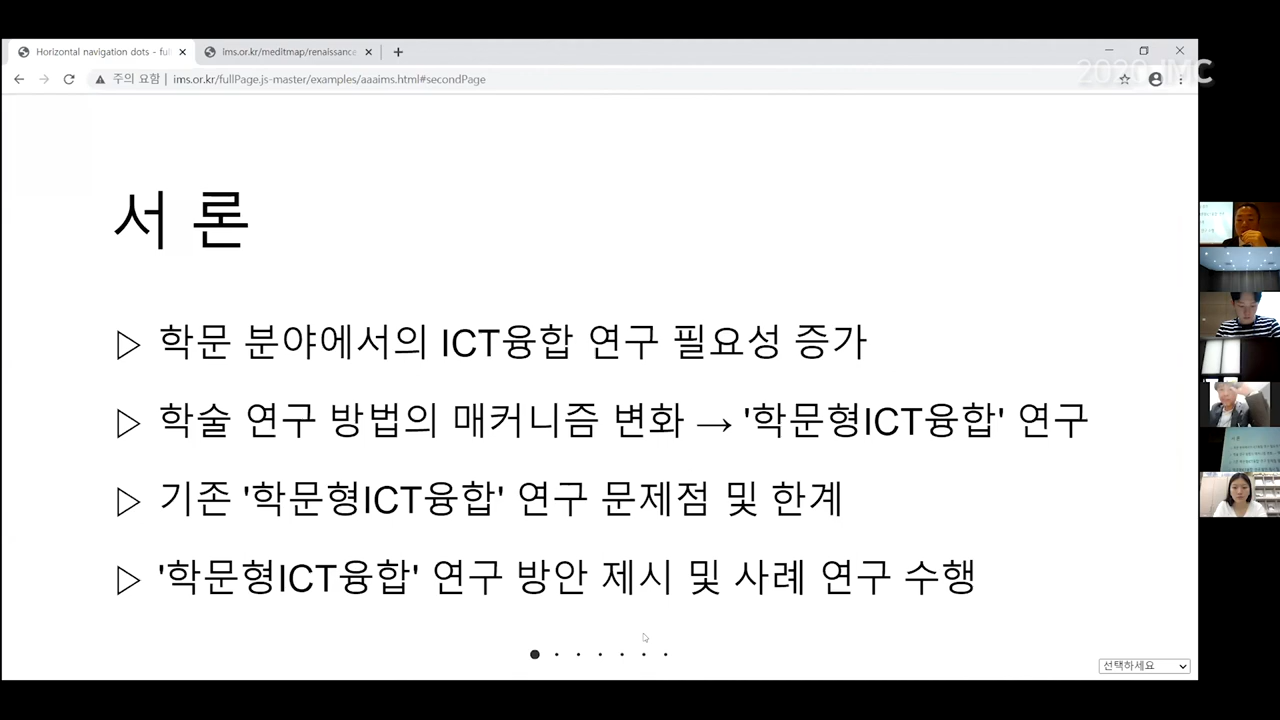 Horizontal navigation dots - ful
ims.or.kr/meditmap/renaissance
주의 요함 | ims.or.kr/fullPage.js-master/examples/aaaims.html#secondPage
2020 JMC
서 론
▷ 학문 분야에서의 ICT융합 연구 필요성 증가
▷ 학술 연구 방법의 매커니즘 변화 → '학문형ICT융합' 연구
▷ 기존 '학문형ICT융합' 연구 문제점 및 한계
▷ '학문형ICT융합' 연구 방안 제시 및 사례 연구 수행
선택하세요